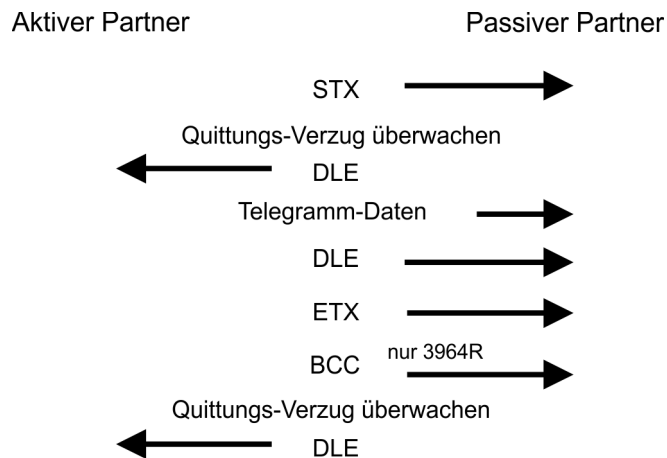 Aktiver Partner Passiver Partner
STX
Quittungs-Verzug überwachen
DLE
Telegramm-Daten
DLE
ETX
BCC nur 3964R
Quittungs-Verzug überwachen
DLE